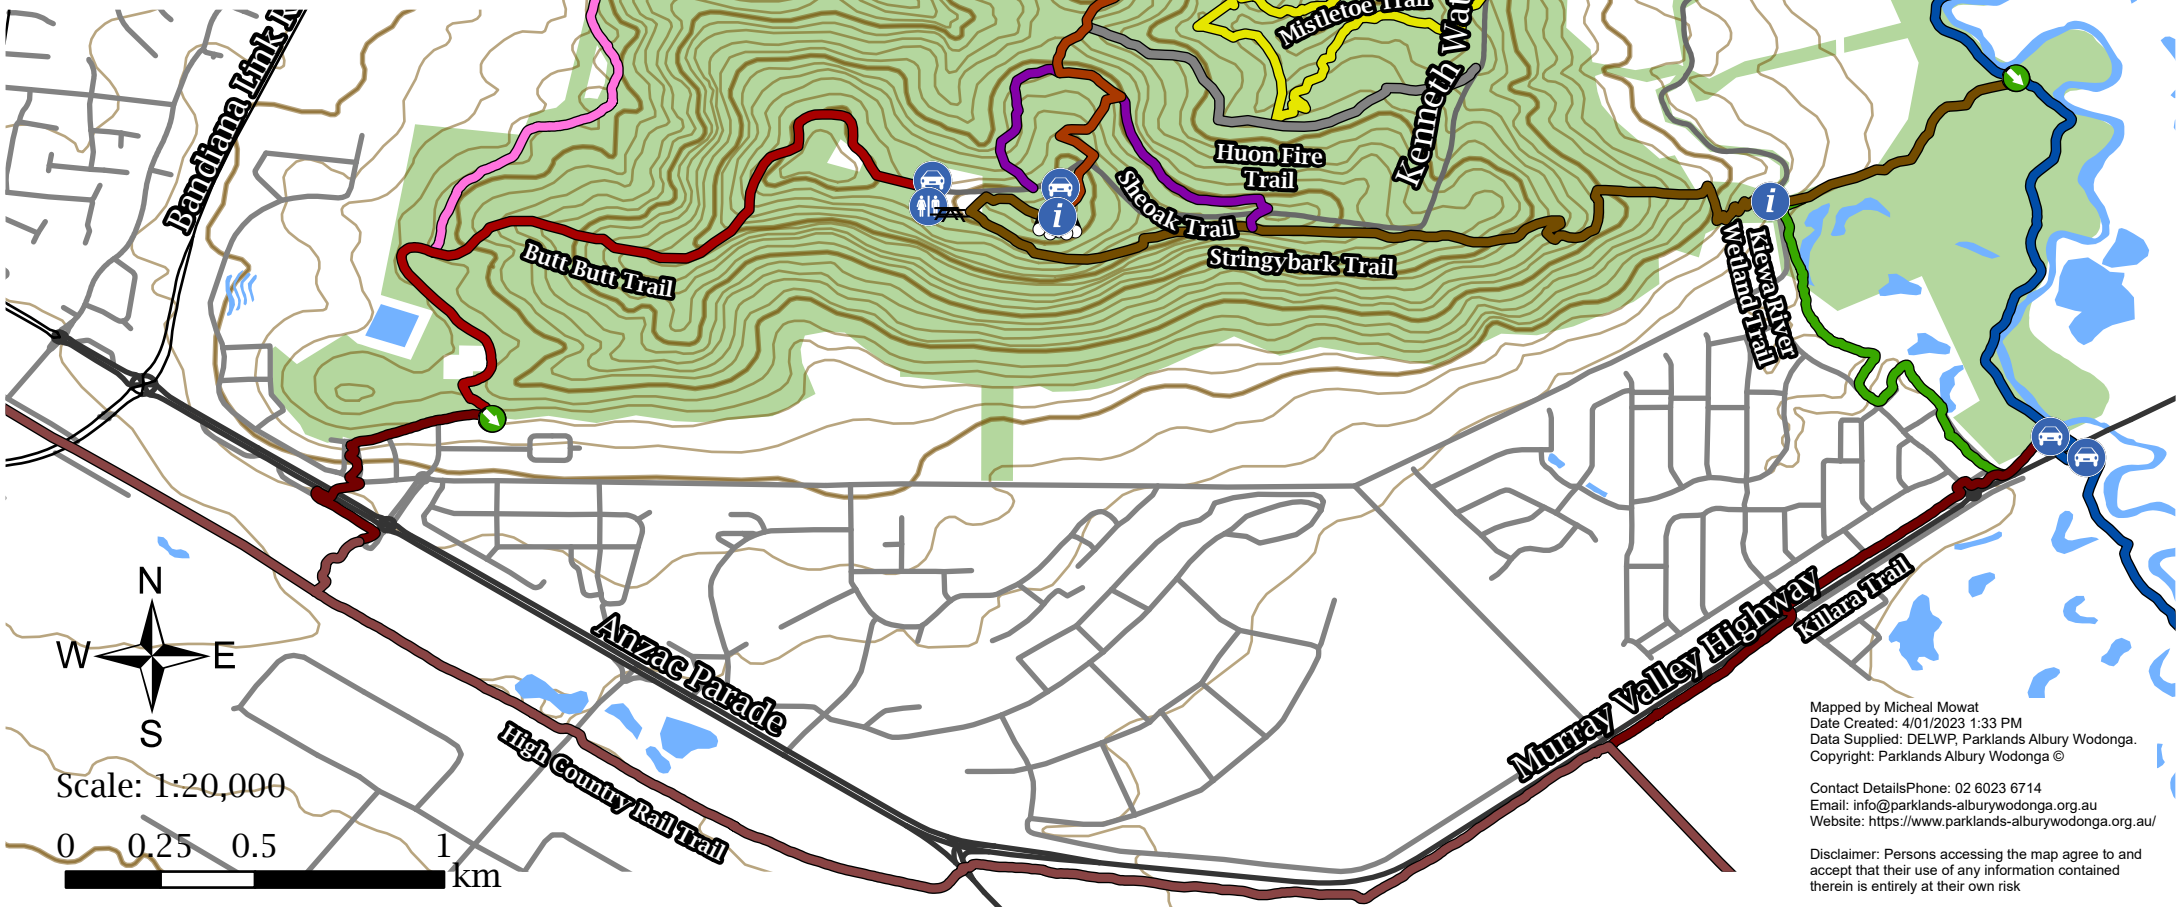 Mistletoe Trail
Bandiana Link R
Kenneth Wat
Huon Fire
Trail
Sheoak Trail
Stringybark Trail
Butt Butt Trail
Kiewa River
Wetland Trail
i
i
N
W E
S
Anzac Parade
High Country Rail Trail
Murray Valley Highway
Killara Trail
Scale: 1:20,000
0 0.25 0.5 1
km
Mapped by Micheal Mowat
Date Created: 4/01/2023 1:33 PM
Data Supplied: DELWP, Parklands Albury Wodonga.
Copyright: Parklands Albury Wodonga ©
Contact DetailsPhone: 02 6023 6714
Email: info@parklands-alburywodonga.org.au
Website: https://www.parklands-alburywodonga.org.au/
Disclaimer: Persons accessing the map agree to and
accept that their use of any information contained
therein is entirely at their own risk